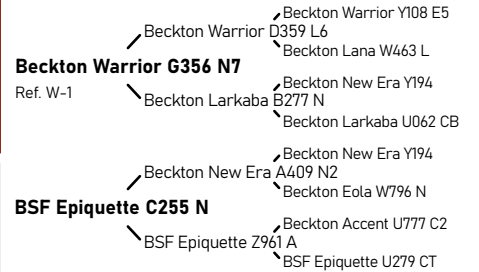 Beckton Warrior Y108 E5
Beckton Warrior D359 L6
Beckton Lana W463 L
Beckton Warrior G356 N7
Ref. W-1
Beckton New Era Y194
Beckton Larkaba B277 N
Beckton Larkaba U062 CB
Beckton New Era Y194
Beckton New Era A409 N2
Beckton Eola W796 N
BSF Epiquette C255 N
Beckton Accent U777 C2
BSF Epiquette Z961 A
BSF Epiquette U279 CT